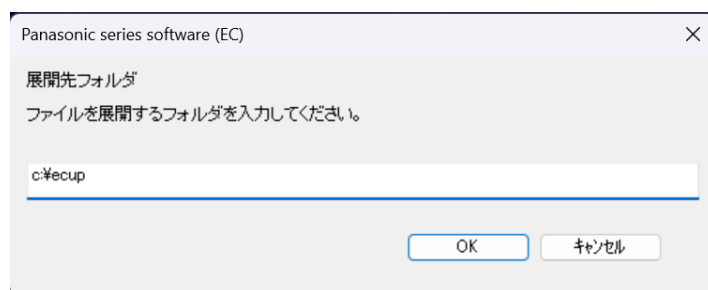 Panasonic series software (EC)
展開先フォルダ
ファイルを展開するフォルダを入力してください。
c:¥ecup
OK
キャンセル